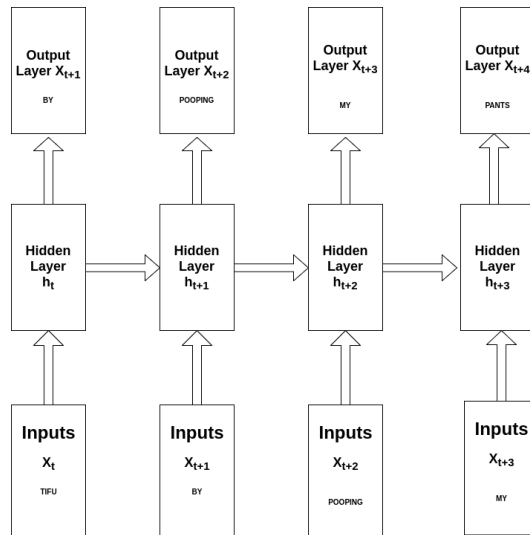 Output
Layer Xt+1
BY
Output
Layer Xt+2
POOPING
Output
Layer Xt+3
MY
Output
Layer Xt+4
PANTS
Hidden
Layer
ht
Hidden
Layer
ht+1
Hidden
Layer
ht+2
Hidden
Layer
ht+3
Inputs
Xt
TIFU
Inputs
Xt+1
BY
Inputs
Xt+2
POOPING
Inputs
Xt+3
MY